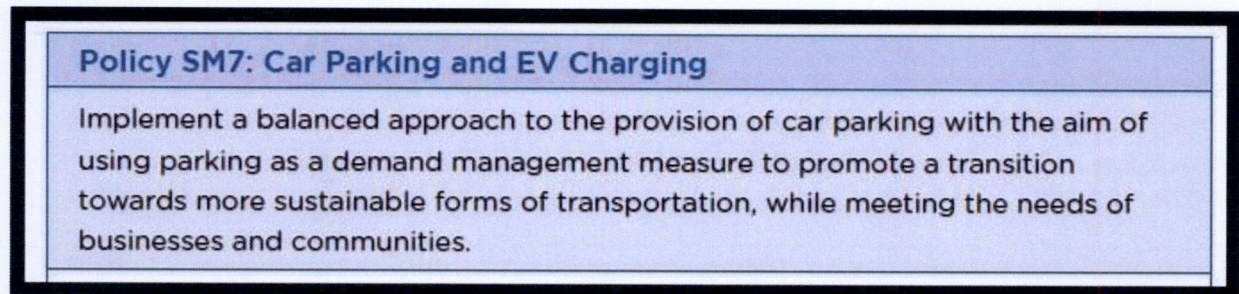 Policy SM7: Car Parking and EV Charging
Implement a balanced approach to the provision of car parking with the aim of
using parking as a demand management measure to promote a transition
towards more sustainable forms of transportation, while meeting the needs of
businesses and communities.